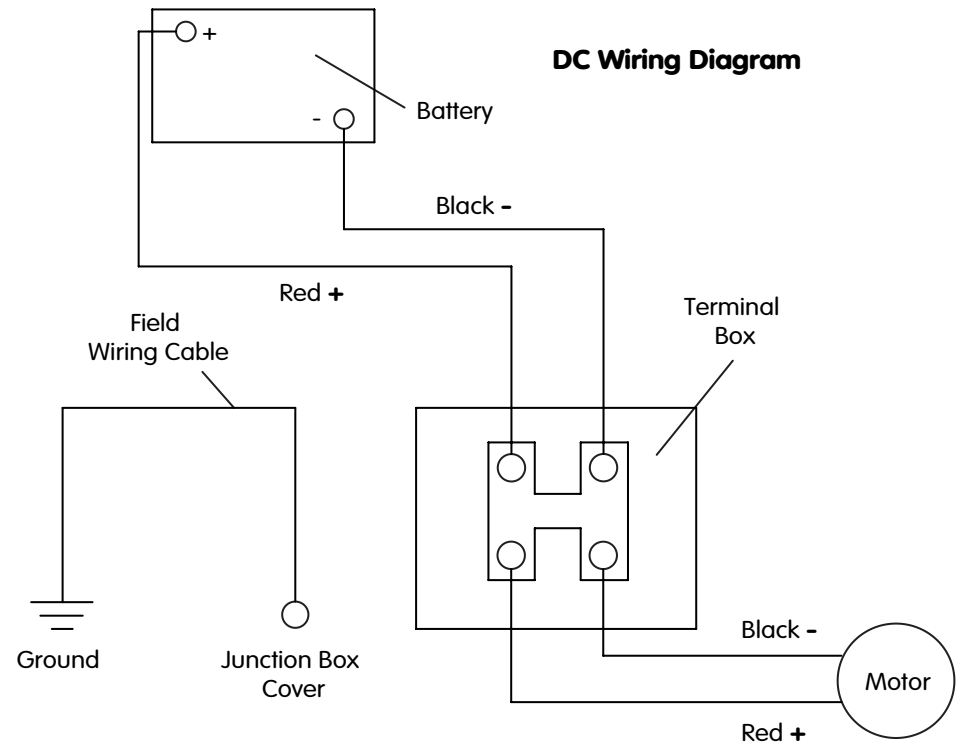 +
DC Wiring Diagram
Battery
-
Black -
Red +
Terminal
Box
Field
Wiring Cable
Black -
Ground
Junction Box
Cover
Motor
Red +